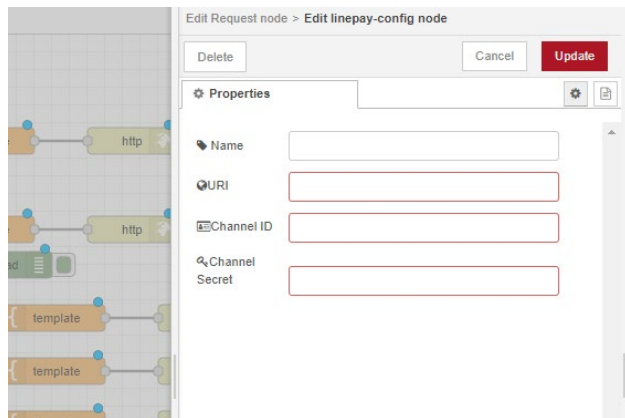 Edit Request node > Edit linepay-config node
Delete
Cancel
Update
Properties
Name
URI
Channel ID
Channel
Secret
http
http
template
template